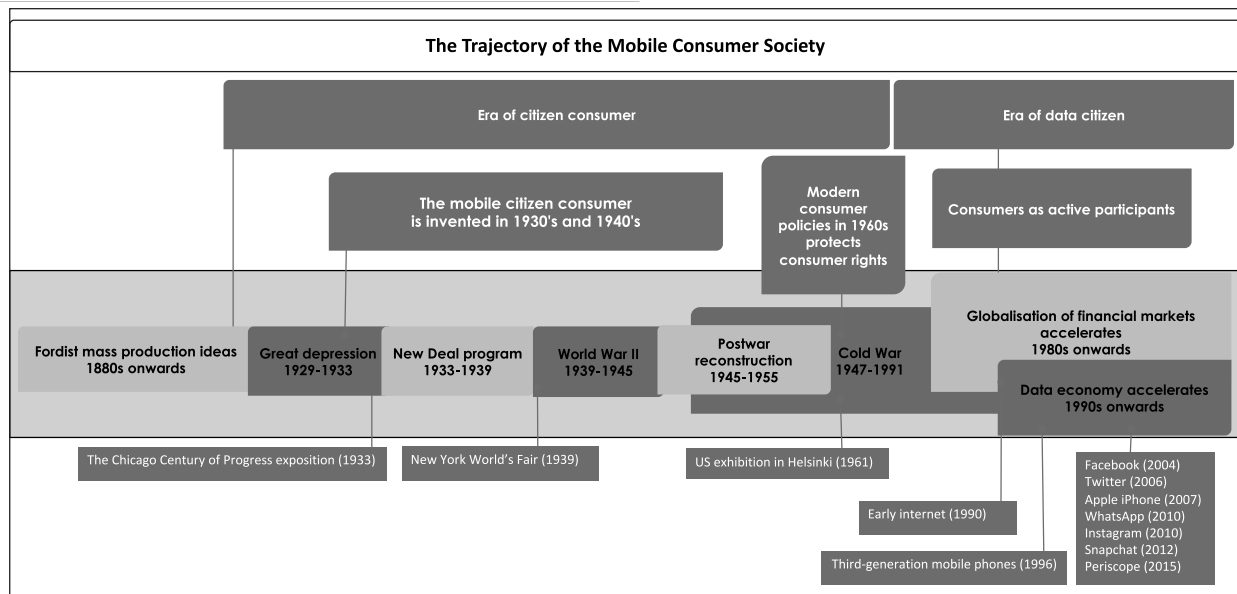 The Trajectory of the Mobile Consumer Society
Era of citizen consumer
Era of data citizen
The mobile citizen consumer
is invented in 1930's and 1940's
Modern
consumer
policies in 1960s
protects
consumer rights
Consumers as active participants
Fordist mass production ideas
1880s onwards
Great depression
1929-1933
New Deal program
1933-1939
World War II
1939-1945
Postwar
reconstruction
1945-1955
Cold War
1947-1991
Globalisation of financial markets
accelerates
1980s onwards
Data economy accelerates
1990s onwards
The Chicago Century of Progress exposition (1933)
New York World’s Fair (1939)
US exhibition in Helsinki (1961)
Early internet (1990)
Third-generation mobile phones (1996)
Facebook (2004)
Twitter (2006)
Apple iPhone (2007)
WhatsApp (2010)
Instagram (2010)
Snapchat (2012)
Periscope (2015)